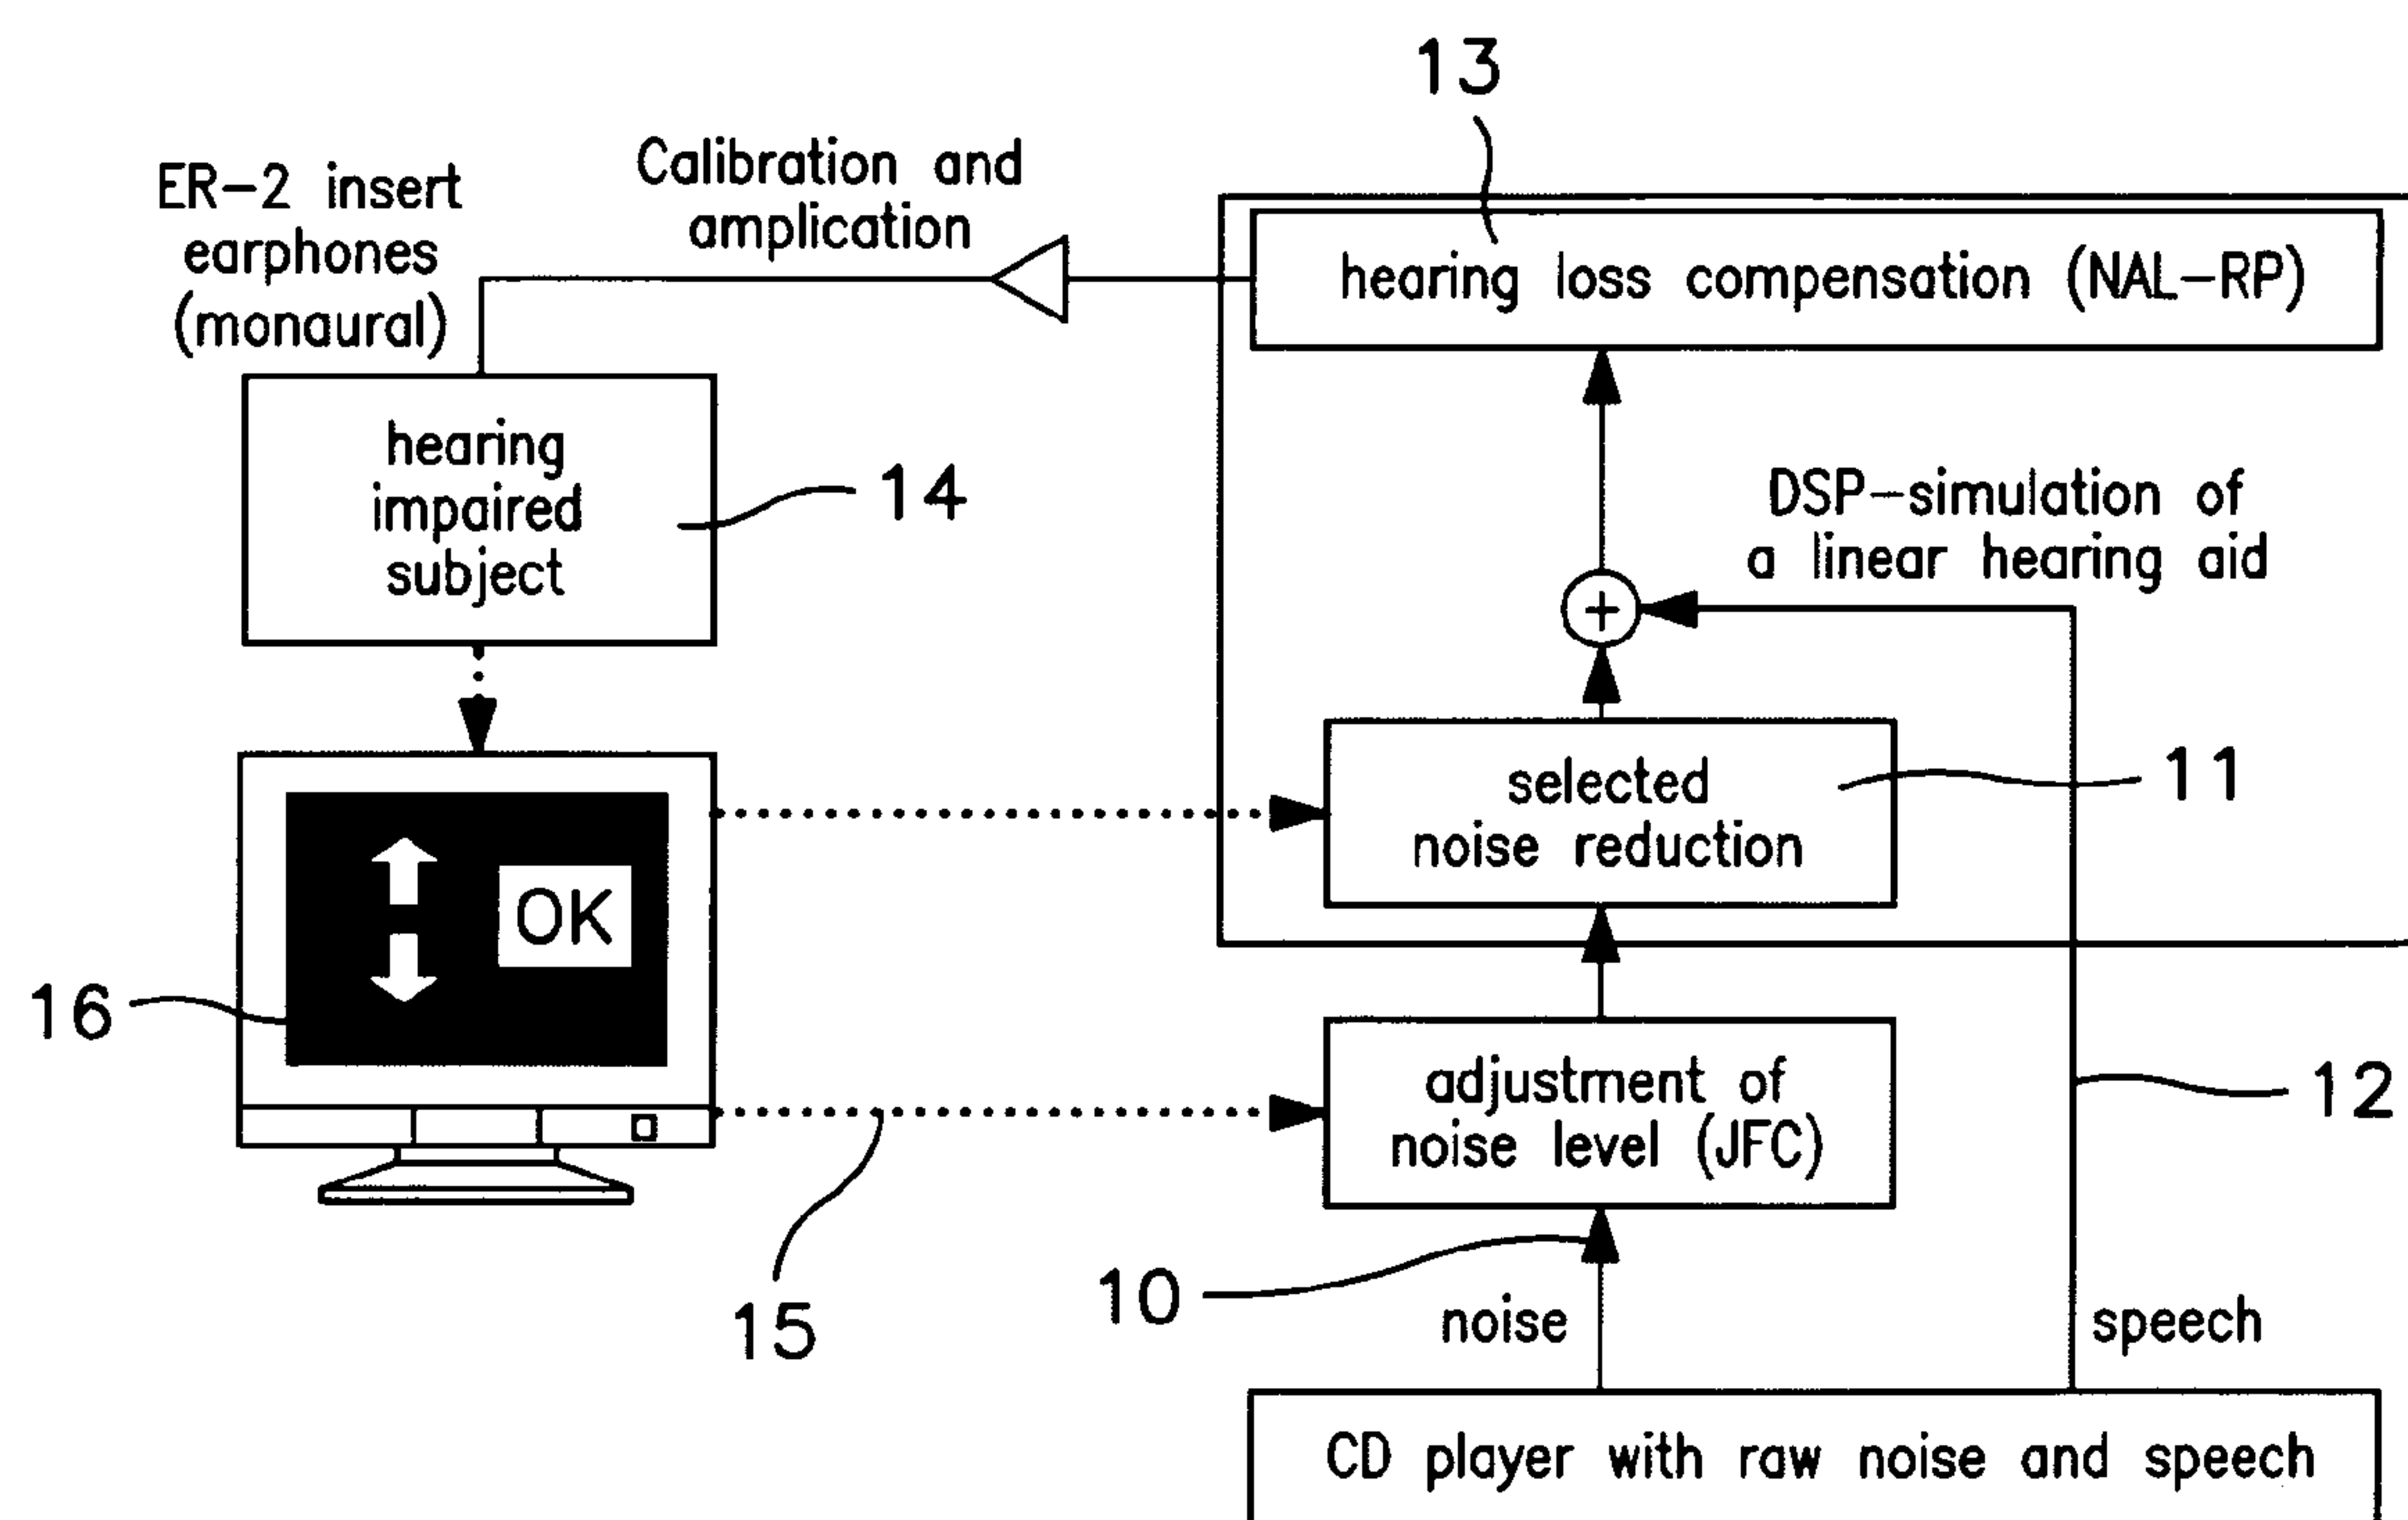 13
Calibration and
amplication
ER-2 insert
earphones
(monaural)
hearing loss compensation (NAL-RP)
hearing
impaired
subject
14
DSP-simulation of
a linear hearing aid
+
selected
noise reduction
11
OK
16
adjustment of
noise level (JFC)
12
15
10
noise
speech
CD player with raw noise and speech